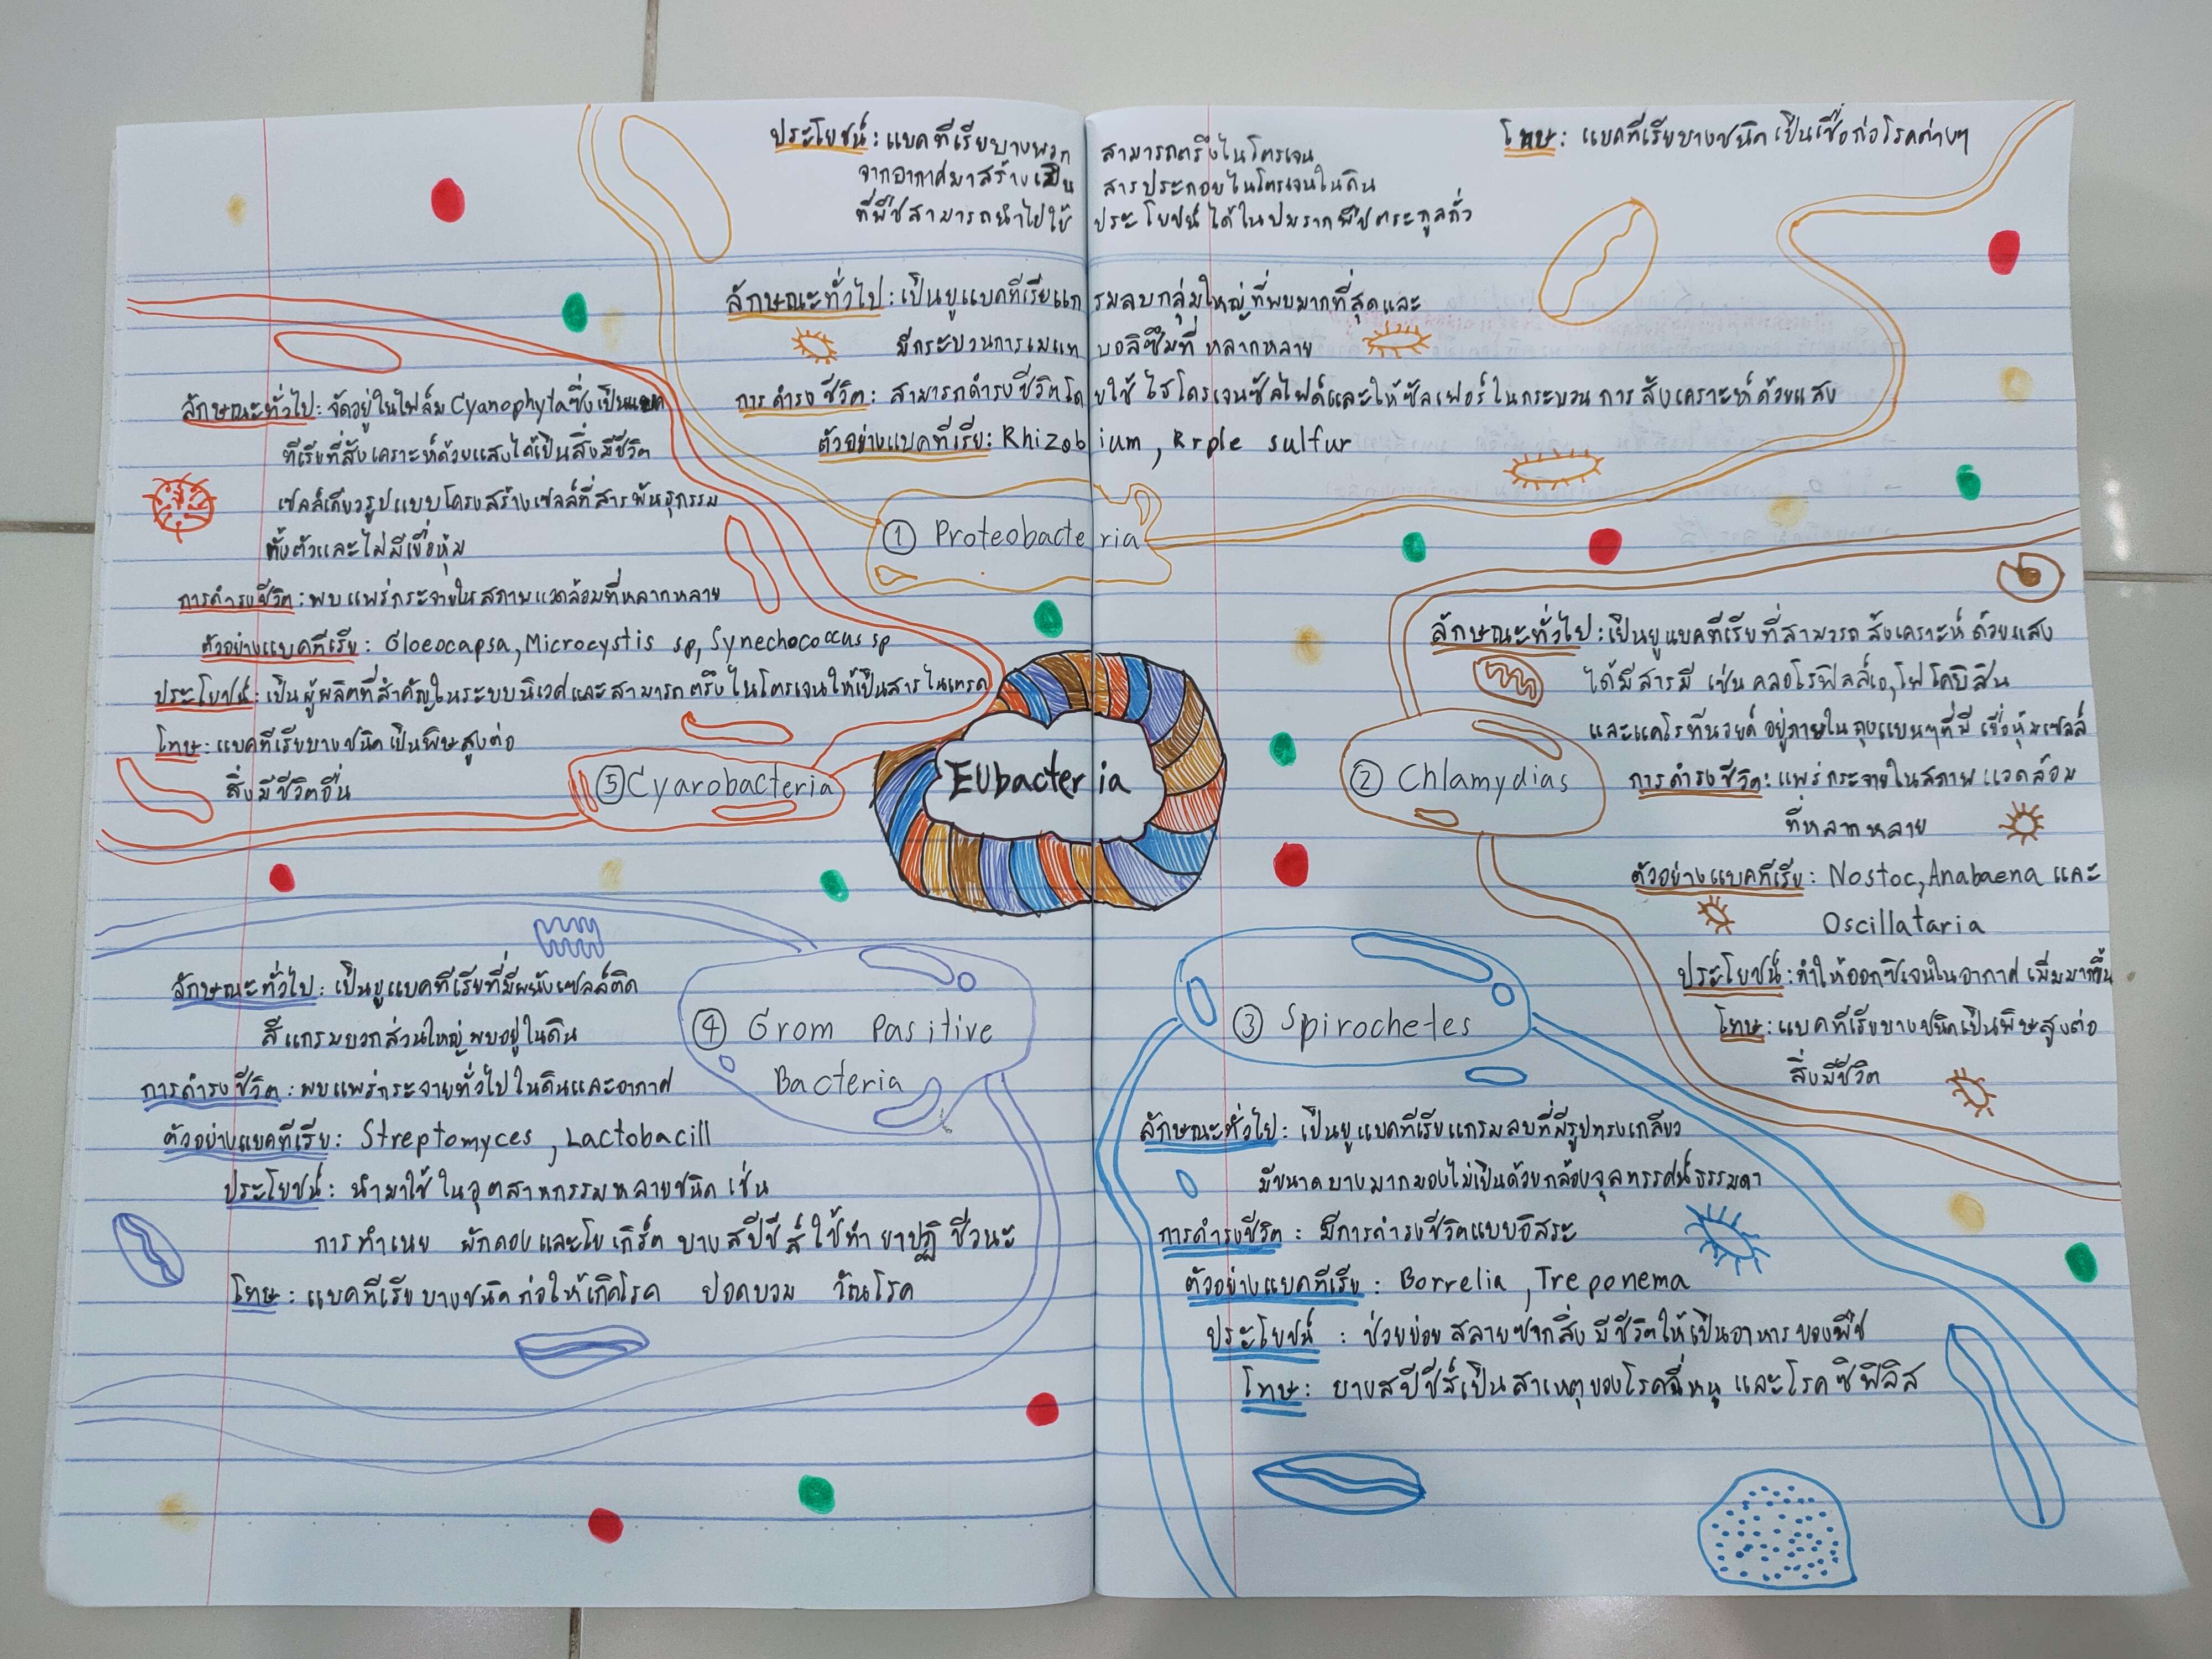 ประโยชน์ : แบคทีเรียบางพวก สามารถตรึงไนโตรเจน
จากอากาศมาสร้างเป็น สารประกอบไนโตรเจนในดิน
ที่พืชสามารถนำไปใช้ ประโยชน์ได้ในปมรากพืชตระกูลถั่ว
โทษ : แบคทีเรียบางชนิดเป็นเชื้อก่อโรคต่างๆ
ลักษณะทั่วไป : เป็นยูแบคทีเรียแกรมลบกลุ่มใหญ่ที่พบมากที่สุดและ
มีกระบวนการเมแทบอลิซึมที่หลากหลาย
การดำรงชีวิต : สามารถดำรงชีวิตโดยใช้ไฮโดรเจนซัลไฟด์และให้ซัลเฟอร์ในกระบวนการสังเคราะห์ด้วยแสง
ตัวอย่างแบคทีเรีย : Rhizobium, Rrple sulfur
① Proteobacteria
EUbacteria
② Chlamydias
ลักษณะทั่วไป : เป็นยูแบคทีเรียที่สามารถสังเคราะห์ด้วยแสง
ได้มีสารมี เช่น คลอโรฟิลล์เอ, โฟโคบิลิน
และแคโรทีนอยด์ อยู่ภายในถุงแบนๆที่มีเยื่อหุ้มเซลล์
การดำรงชีวิต : แพร่กระจายในสภาพแวดล้อม
ที่หลากหลาย
ตัวอย่างแบคทีเรีย : Nostoc, Anabaena และ
Oscillataria
ประโยชน์ : ทำให้ออกซิเจนในอากาศเพิ่มมากขึ้น
โทษ : แบคทีเรียบางชนิดเป็นพิษสูงต่อ
สิ่งมีชีวิต
③ Spirochetes
ลักษณะทั่วไป : เป็นยูแบคทีเรียแกรมลบที่มีรูปทรงเกลียว
มีขนาดบางมากมองไม่เป็นด้วยกล้องจุลทรรศน์ธรรมดา
การดำรงชีวิต : มีการดำรงชีวิตแบบอิสระ
ตัวอย่างแบคทีเรีย : Borrelia, Treponema
ประโยชน์ : ช่วยย่อยสลายซากสิ่งมีชีวิตให้เป็นอาหารของพืช
โทษ : บางสปีชีส์เป็นสาเหตุของโรคฉี่หนู และโรคซิฟิลิส
④ Grom Pasitive
Bacteria
ลักษณะทั่วไป : เป็นยูแบคทีเรียที่มีผนังเซลล์ติด
สีแกรมบวกส่วนใหญ่พบอยู่ในดิน
การดำรงชีวิต : พบแพร่กระจายทั่วไปในดินและอากาศ
ตัวอย่างแบคทีเรีย : Streptomyces, Lactobacill
ประโยชน์ : นำมาใช้ในอุตสาหกรรมหลายชนิด เช่น
การทำเนย ผักดองและโยเกิร์ต บางสปีชีส์ใช้ทำยาปฏิชีวนะ
โทษ : แบคทีเรียบางชนิดก่อให้เกิดโรค ปอดบวม วัณโรค
⑤ Cyarobacteria
ลักษณะทั่วไป : จัดอยู่ในไฟลัม Cyanophyta ซึ่งเป็นแบค
ทีเรียที่สังเคราะห์ด้วยแสงได้เป็นสิ่งมีชีวิต
เซลล์เดียวรูปแบบโครงสร้างเซลล์ที่สารพันธุกรรม
ตั้งตัวและไม่มีเยื่อหุ้ม
การดำรงชีวิต : พบแพร่กระจายในสภาพแวดล้อมที่หลากหลาย
ตัวอย่างแบคทีเรีย : Gloeocapsa, Microcystis sp, Synechococcus sp
ประโยชน์ : เป็นผู้ผลิตที่สำคัญในระบบนิเวศและสามารถตรึงไนโตรเจนให้เป็นสารไนเทรต
โทษ : แบคทีเรียบางชนิดเป็นพิษสูงต่อ
สิ่งมีชีวิตอื่น